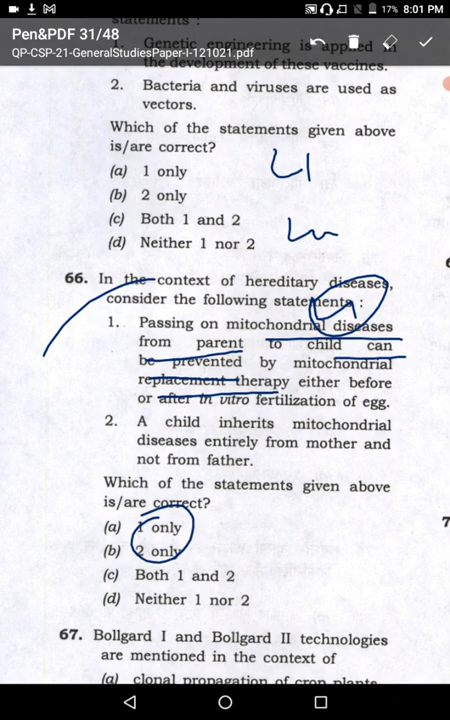 17% 8:01 PM
Pen&PDF 31/48
QP-CSP-21-GeneralStudiesPaper-I-121021.pdf
statements :
1. Genetic engineering is applied in
the development of these vaccines.
2. Bacteria and viruses are used as
vectors.
Which of the statements given above
is/are correct?
(a) 1 only
(b) 2 only
(c) Both 1 and 2
(d) Neither 1 nor 2
66. In the context of hereditary diseases,
consider the following statements :
1. Passing on mitochondrial diseases
from parent to child can
be prevented by mitochondrial
replacement therapy either before
or after in vitro fertilization of egg.
2. A child inherits mitochondrial
diseases entirely from mother and
not from father.
Which of the statements given above
is/are correct?
(a) 1 only
(b) 2 only
(c) Both 1 and 2
(d) Neither 1 nor 2
67. Bollgard I and Bollgard II technologies
are mentioned in the context of
(a) clonal propagation of crop plants
7